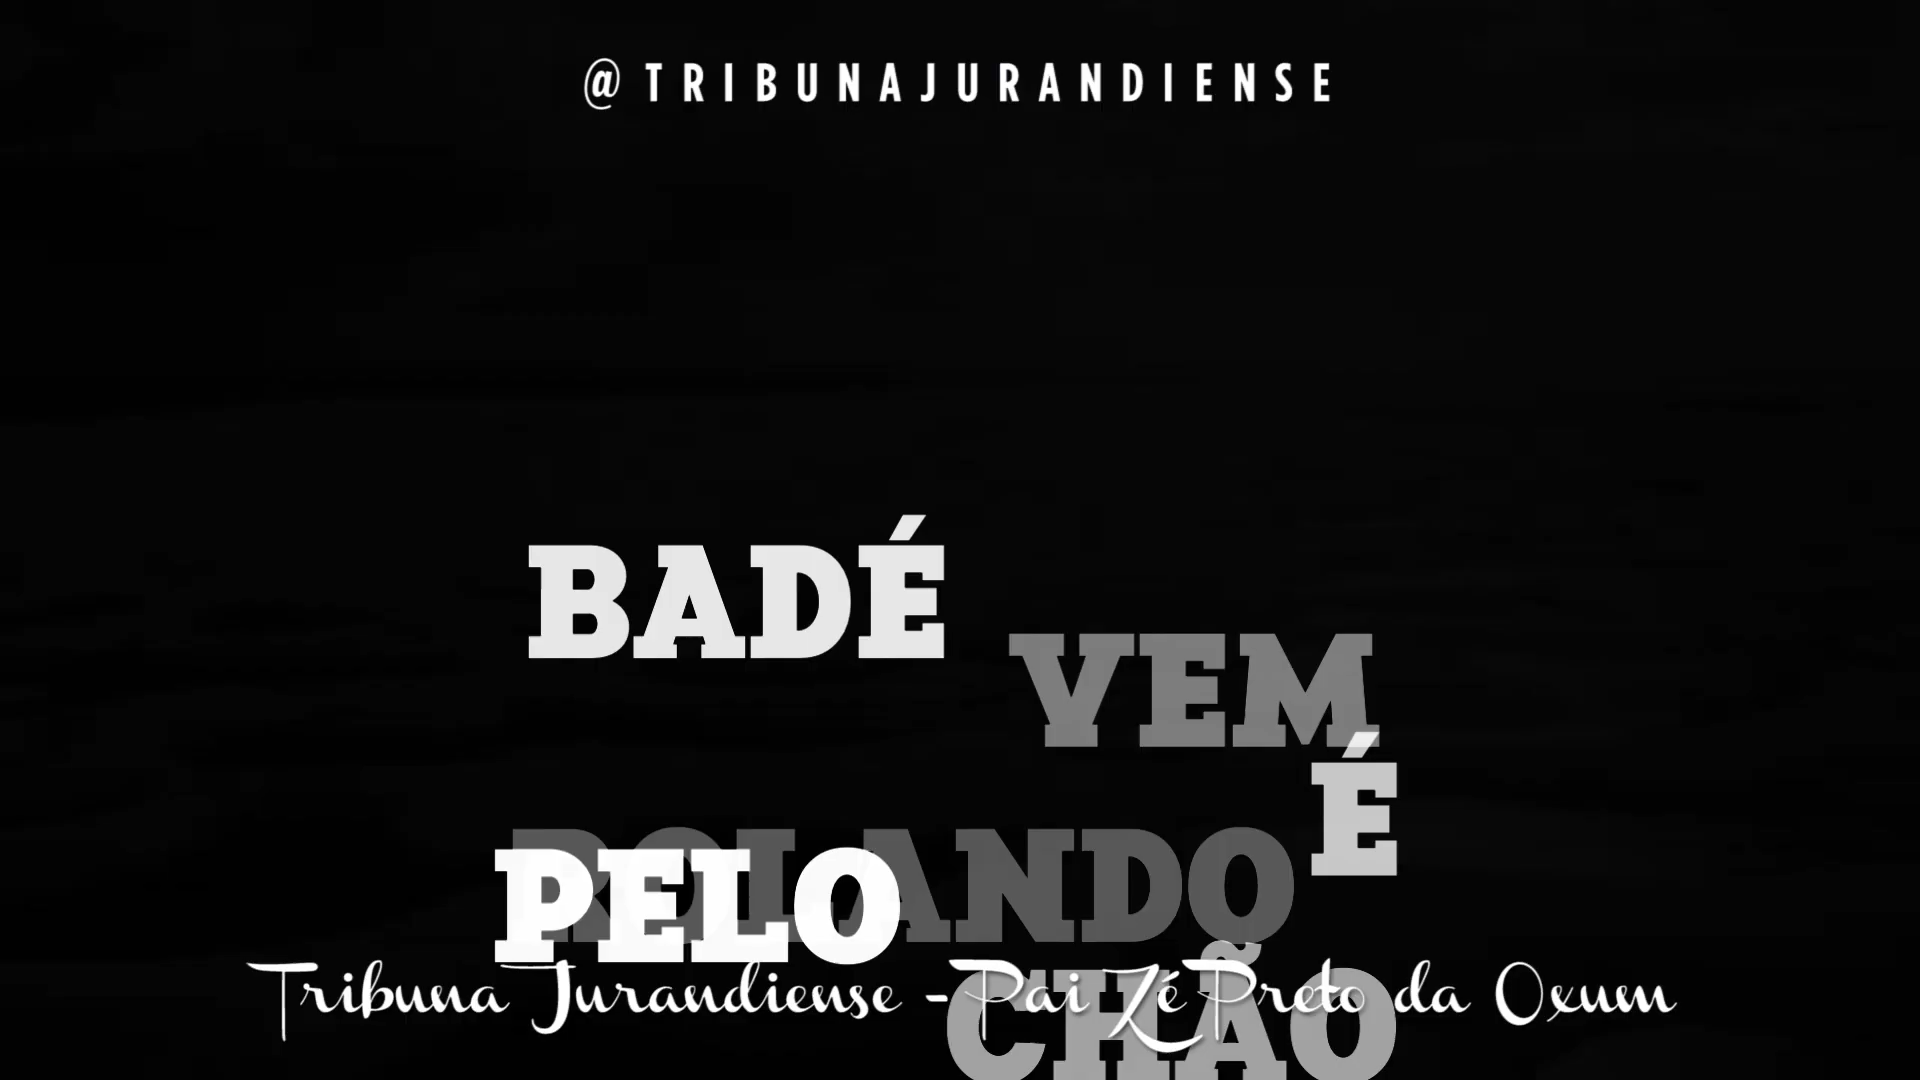 @TRIBUNAJURANDIENSE
BADÉ
VEM
É
ROLANDO
PELO
CHÃO
Tribuna Jurandiense - Pai Zé Preto da Oxum